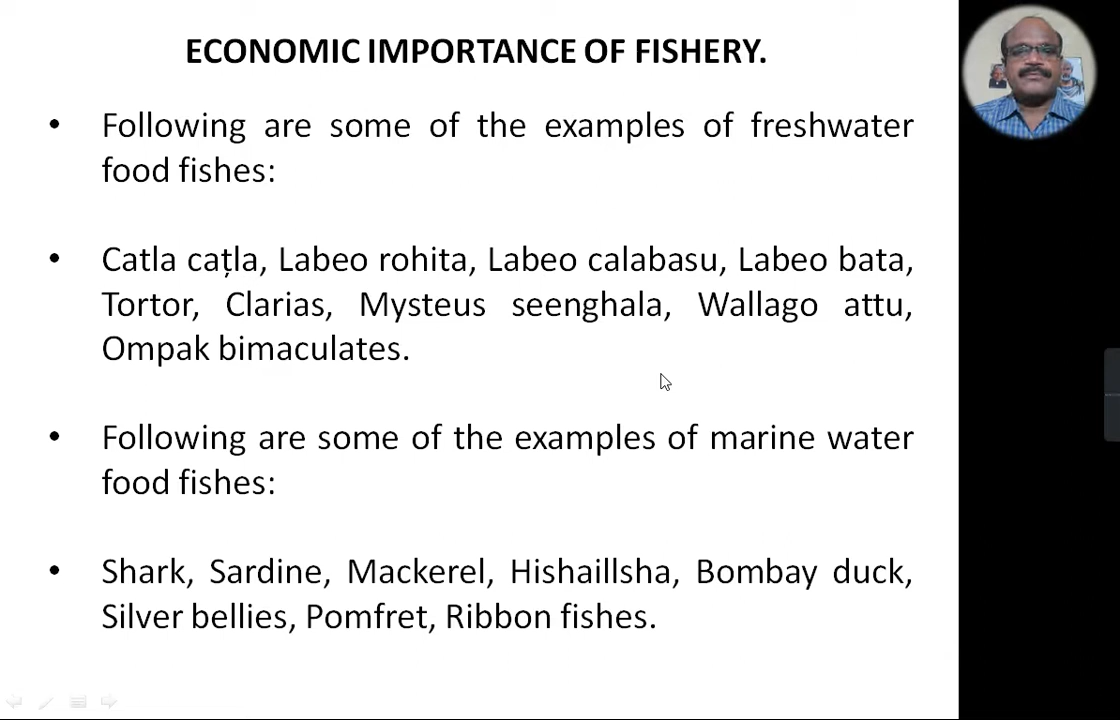 ECONOMIC IMPORTANCE OF FISHERY.
• Following are some of the examples of freshwater
food fishes:
• Catla caṭla, Labeo rohita, Labeo calabasu, Labeo bata,
Tortor, Clarias, Mysteus seenghala, Wallago attu,
Ompak bimaculates.
• Following are some of the examples of marine water
food fishes:
• Shark, Sardine, Mackerel, Hishaillsha, Bombay duck,
Silver bellies, Pomfret, Ribbon fishes.